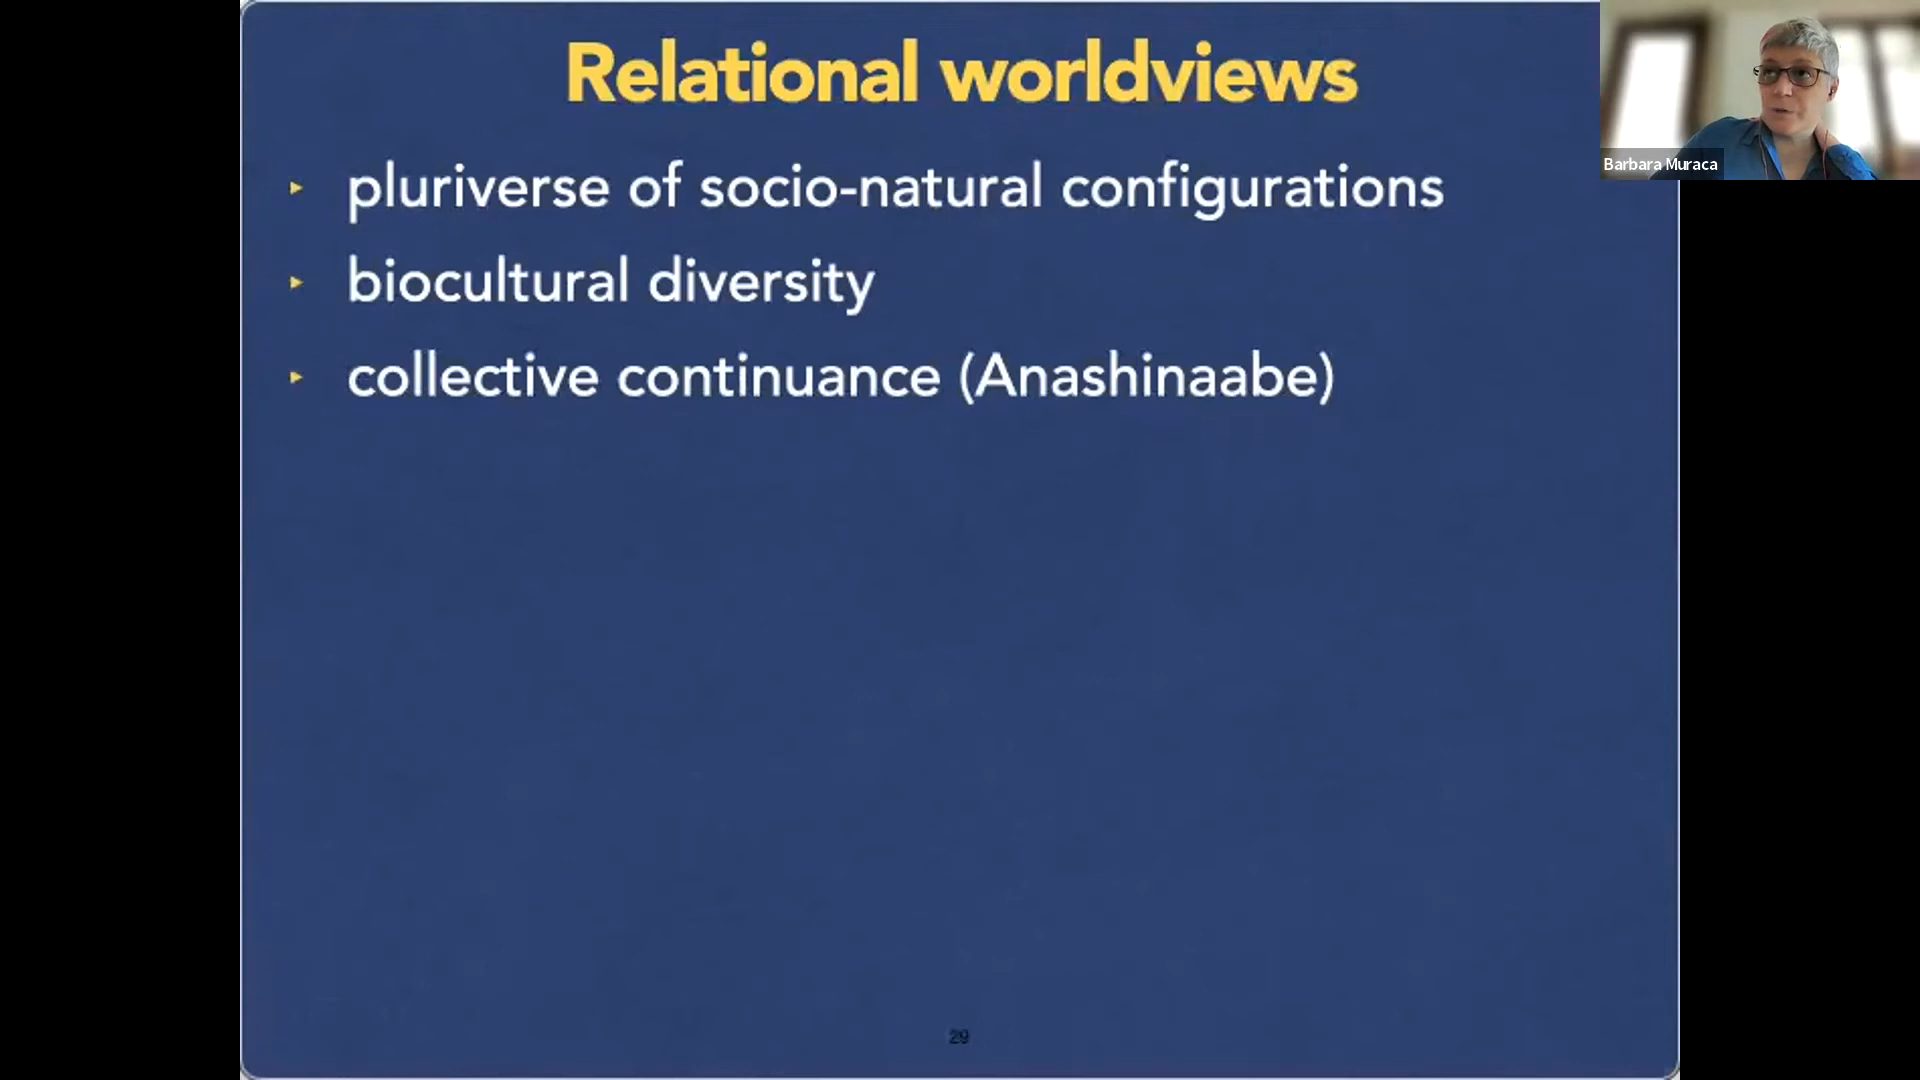 Relational worldviews
pluriverse of socio-natural configurations
biocultural diversity
collective continuance (Anashinaabe)
29
Barbara Muraca